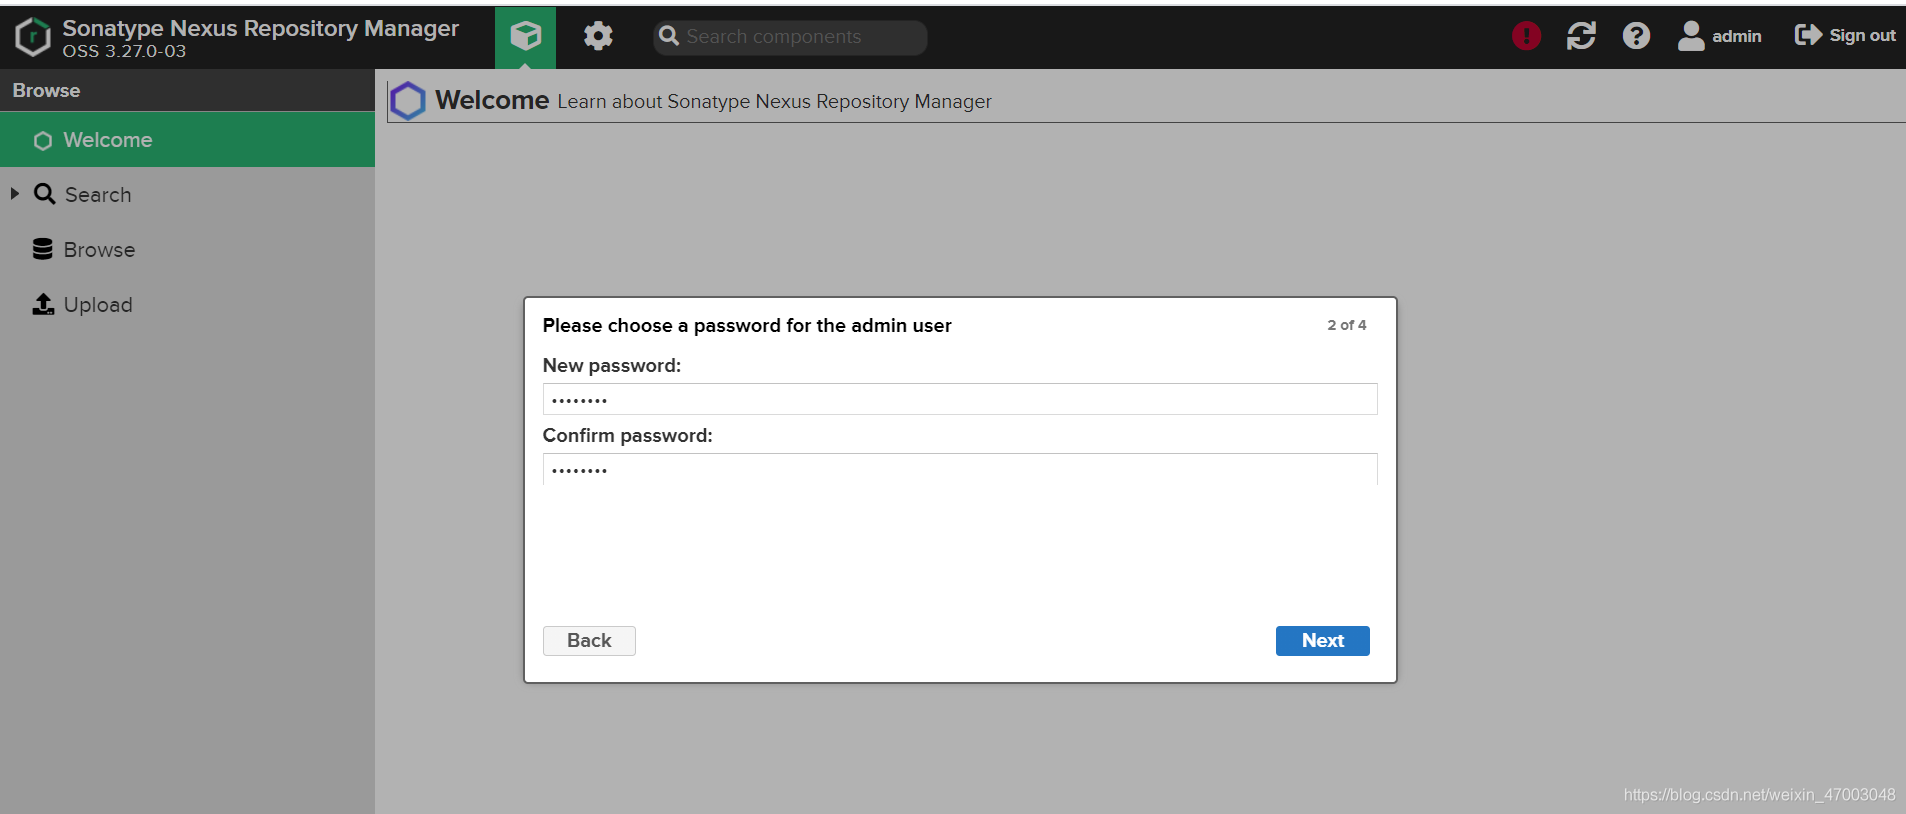 Sonatype Nexus Repository Manager
OSS 3.27.0-03
Search components
admin
Sign out
Browse
Welcome
Search
Browse
Upload
Welcome Learn about Sonatype Nexus Repository Manager
Please choose a password for the admin user
2 of 4
New password:
••••••••
Confirm password:
••••••••
Back
Next
https://blog.csdn.net/weixin_47003048